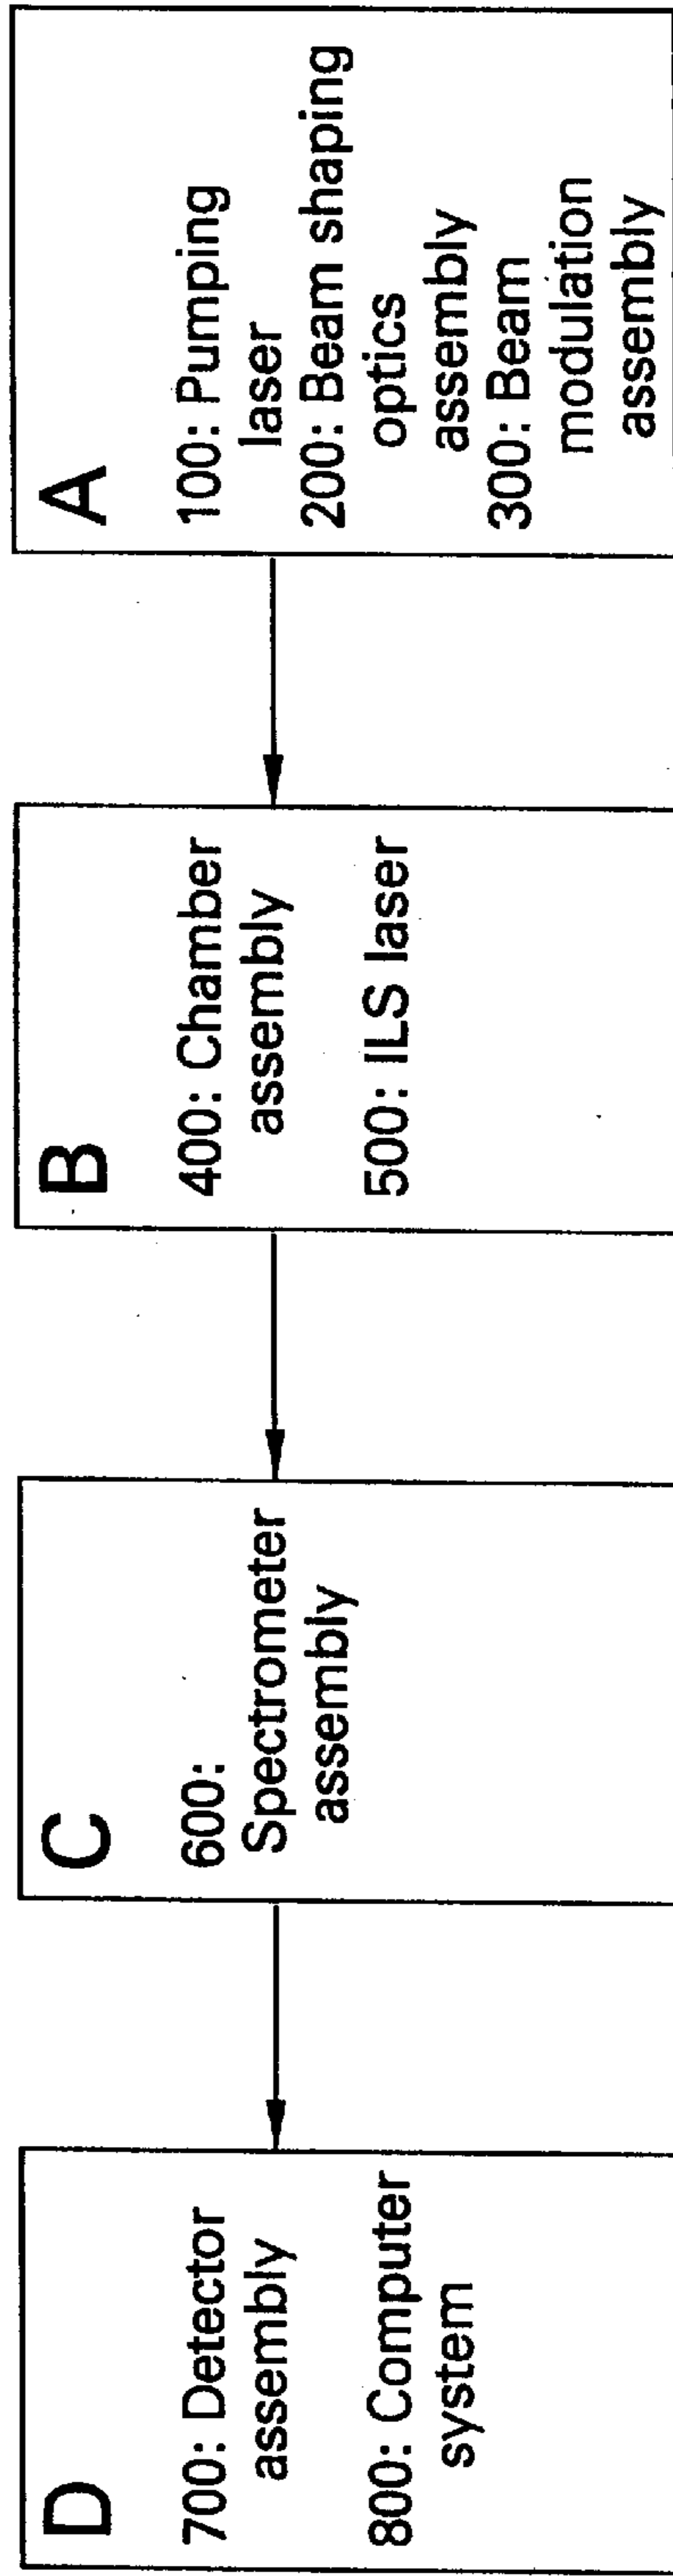 D
700: Detector
assembly
800: Computer
system
C
600:
Spectrometer
assembly
B
400: Chamber
assembly
500: ILS laser
A
100: Pumping
laser
200: Beam shaping
optics
assembly
300: Beam
modulation
assembly